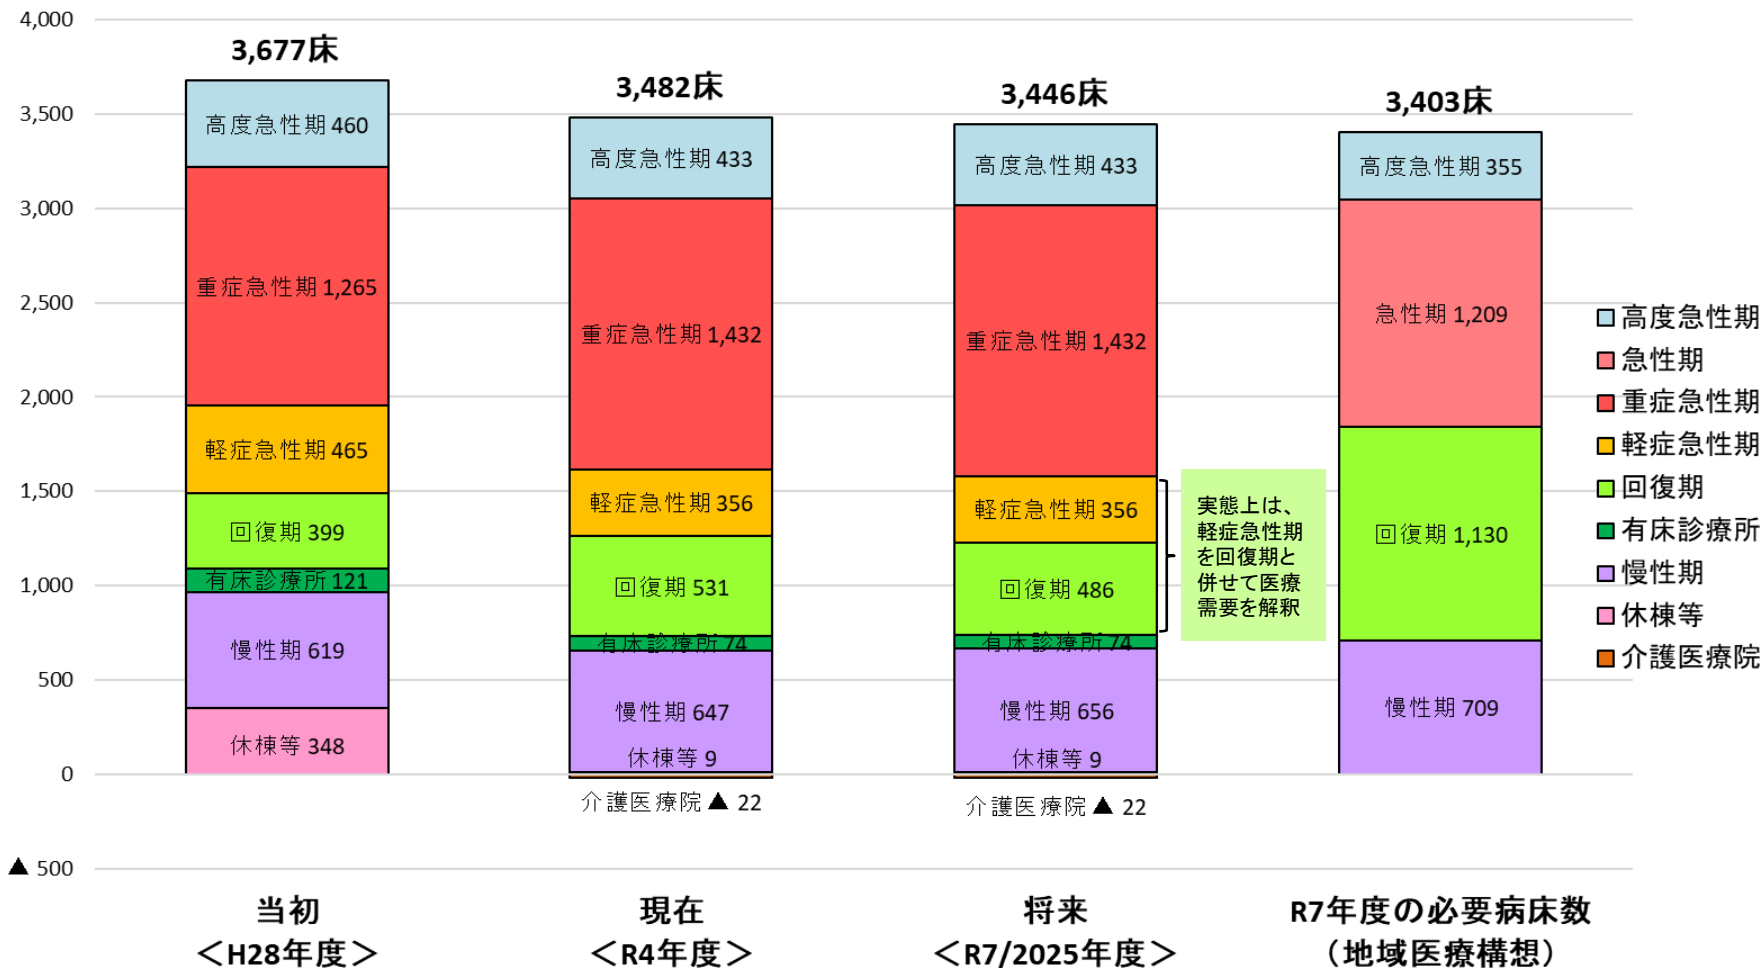 4,000
3,500
3,000
2,500
2,000
1,500
1,000
500
0
▲ 500
3,677床
高度急性期 460
重症急性期 1,265
軽症急性期 465
回復期 399
有床診療所 121
慢性期 619
休棟等 348
当初
＜H28年度＞
3,482床
高度急性期 433
重症急性期 1,432
軽症急性期 356
回復期 531
有床診療所 74
慢性期 647
休棟等 9
介護医療院 ▲ 22
現在
＜R4年度＞
3,446床
高度急性期 433
重症急性期 1,432
軽症急性期 356
回復期 486
有床診療所 74
慢性期 656
休棟等 9
介護医療院 ▲ 22
将来
＜R7/2025年度＞
実態上は、
軽症急性期
を回復期と
併せて医療
需要を解釈
3,403床
高度急性期 355
急性期 1,209
回復期 1,130
慢性期 709
R7年度の必要病床数
（地域医療構想）
高度急性期
急性期
重症急性期
軽症急性期
回復期
有床診療所
慢性期
休棟等
介護医療院